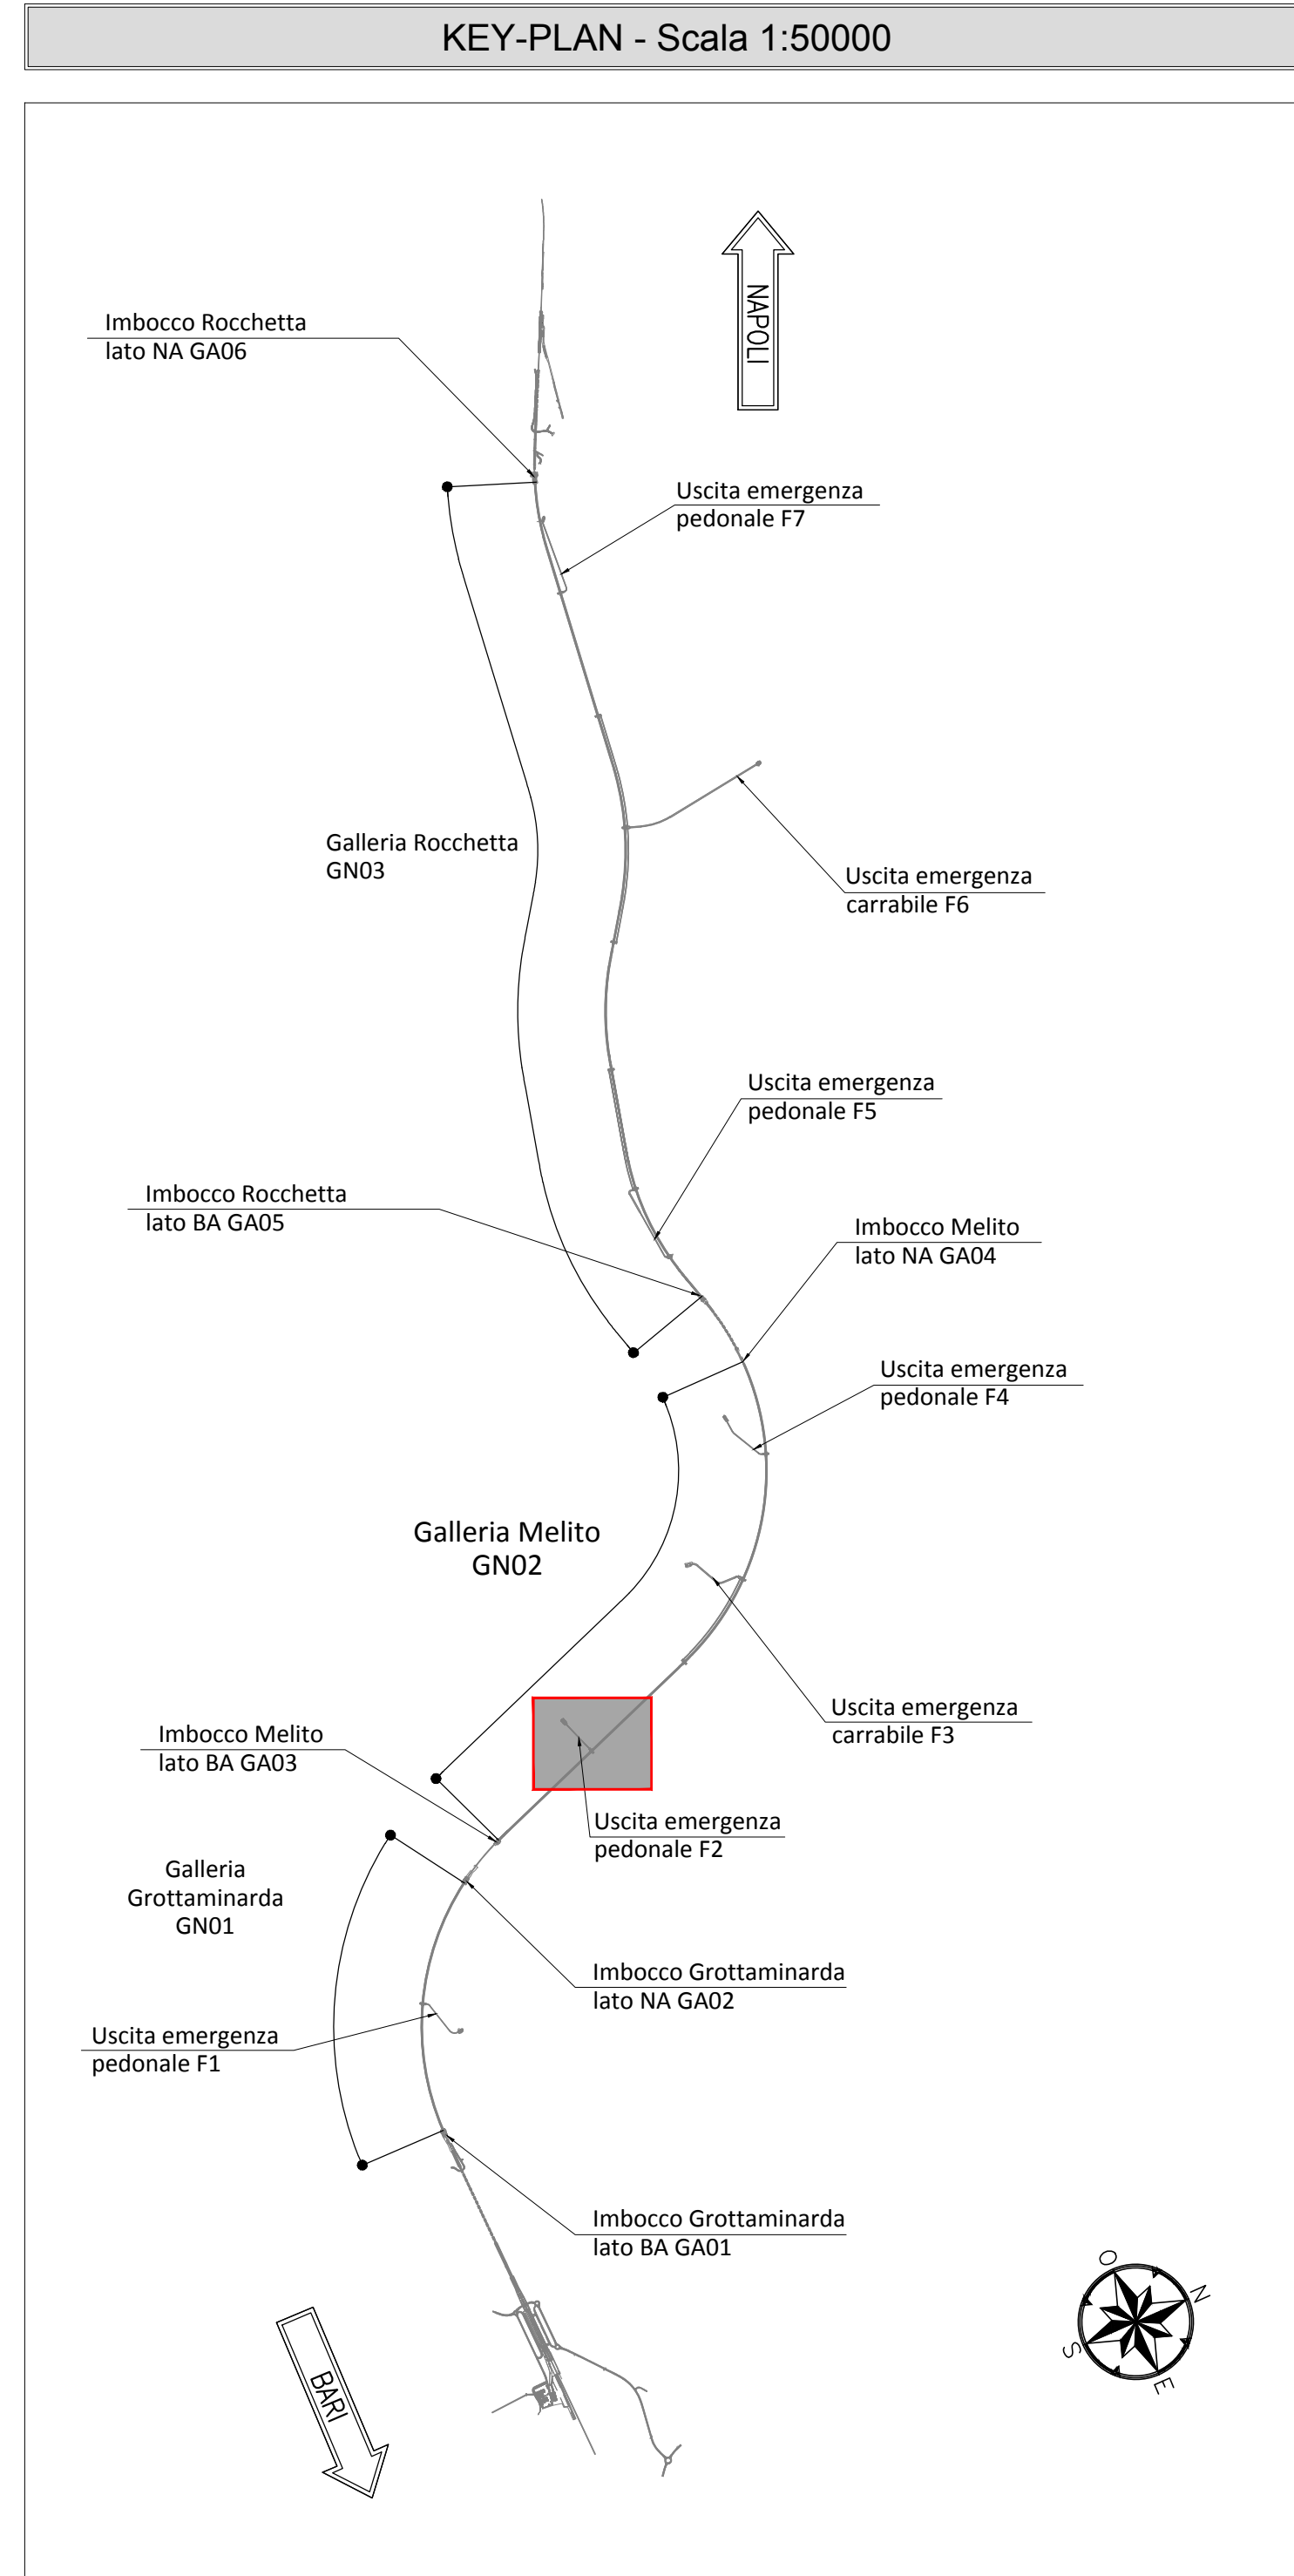 KEY-PLAN - Scala 1:50000
NAPOLI
Imbocco Rocchetta
lato NA GA06
Uscita emergenza
pedonale F7
Galleria Rocchetta
GN03
Uscita emergenza
carrabile F6
Uscita emergenza
pedonale F5
Imbocco Rocchetta
lato BA GA05
Imbocco Melito
lato NA GA04
Uscita emergenza
pedonale F4
Galleria Melito
GN02
Uscita emergenza
carrabile F3
Imbocco Melito
lato BA GA03
Uscita emergenza
pedonale F2
Galleria
Grottaminarda
GN01
Imbocco Grottaminarda
lato NA GA02
Uscita emergenza
pedonale F1
Imbocco Grottaminarda
lato BA GA01
O
N
S
E
BARI